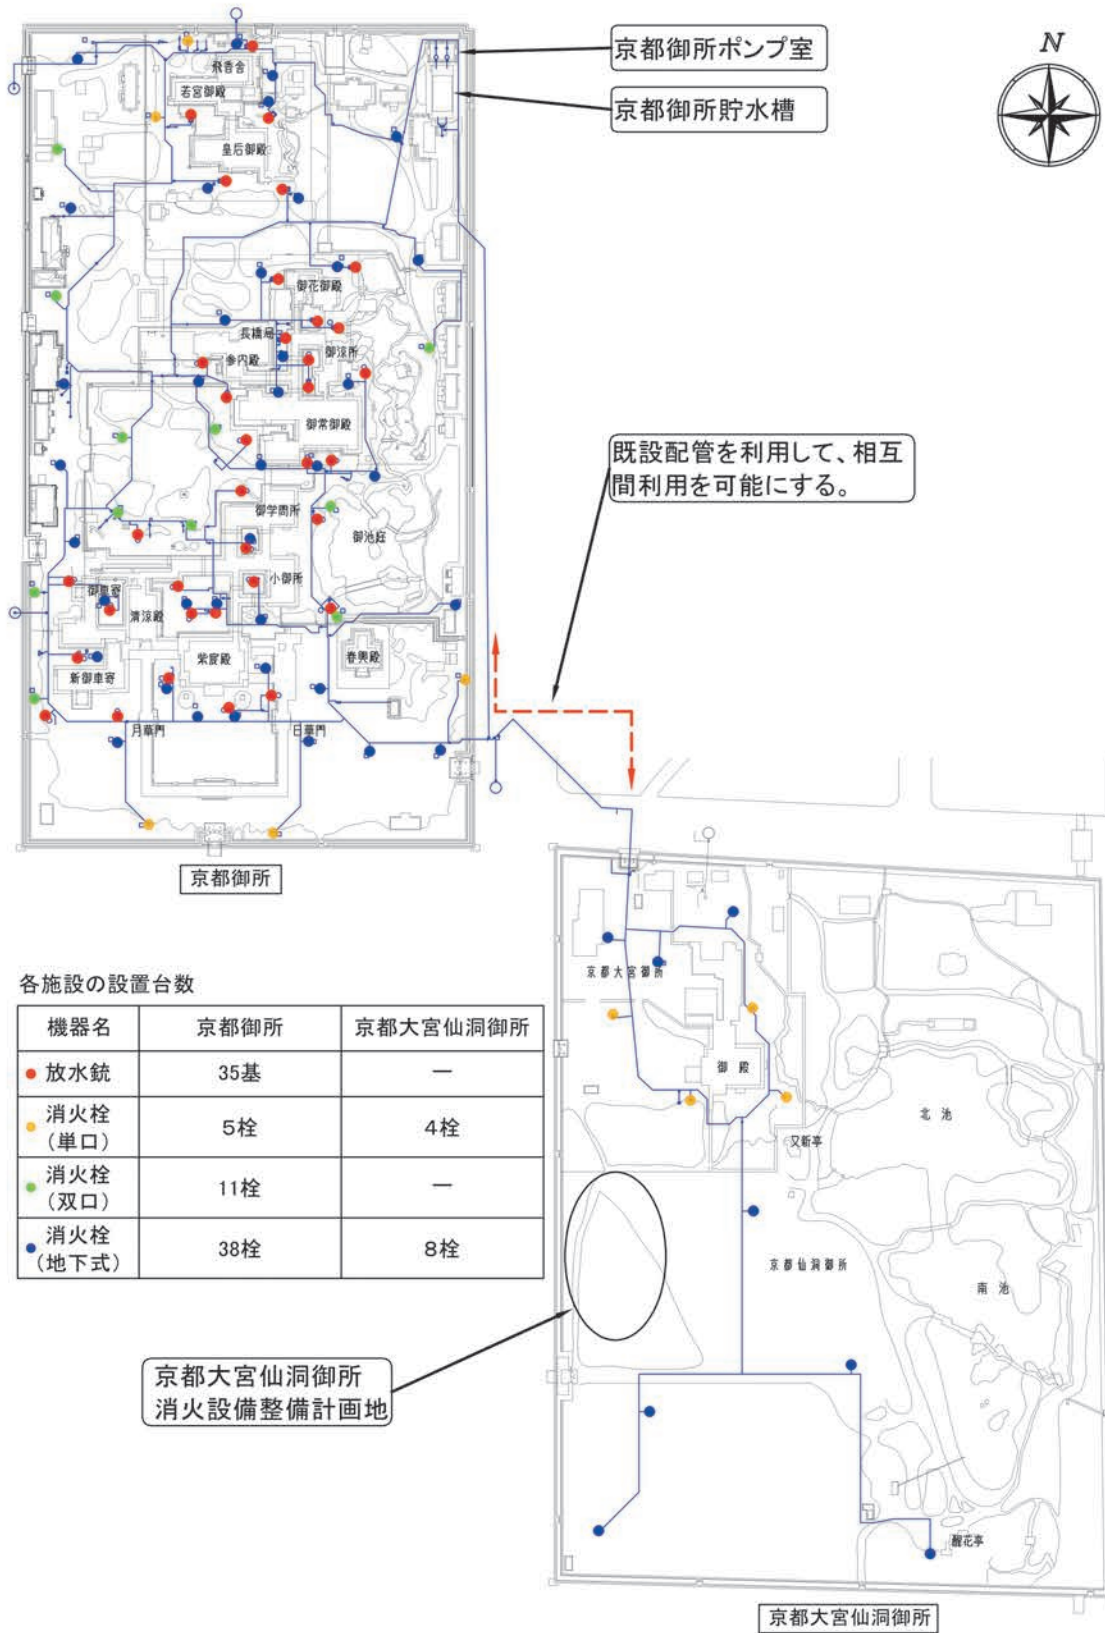 京都御所ポンプ室
京都御所貯水槽
N
飛香舎
若宮御殿
皇后御殿
御花御殿
長橋局
御涼所
参内殿
御常御殿
既設配管を利用して、相互
間利用を可能にする。
御学問所
御池庭
小御所
御車寄
清涼殿
紫宸殿
春興殿
新御車寄
月華門
日華門
京都御所
各施設の設置台数
機器名 京都御所 京都大宮仙洞御所
放水銃 35基 ―
消火栓
(単口) 5栓 4栓
消火栓
(双口) 11栓 ―
消火栓
(地下式) 38栓 8栓
京都大宮御所
御殿
北池
又新亭
京都仙洞御所
南池
京都大宮仙洞御所
消火設備整備計画地
醒花亭
京都大宮仙洞御所